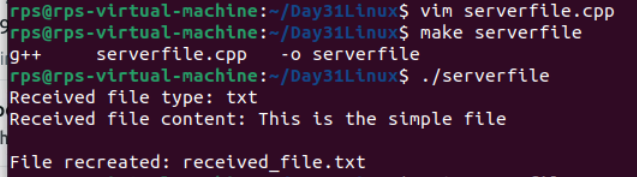 rps@rps-virtual-machine:~/Day31Linux$ vim serverfile.cpp
rps@rps-virtual-machine:~/Day31Linux$ make serverfile
g++     serverfile.cpp   -o serverfile
rps@rps-virtual-machine:~/Day31Linux$ ./serverfile
Received file type: txt
Received file content: This is the simple file
File recreated: received_file.txt